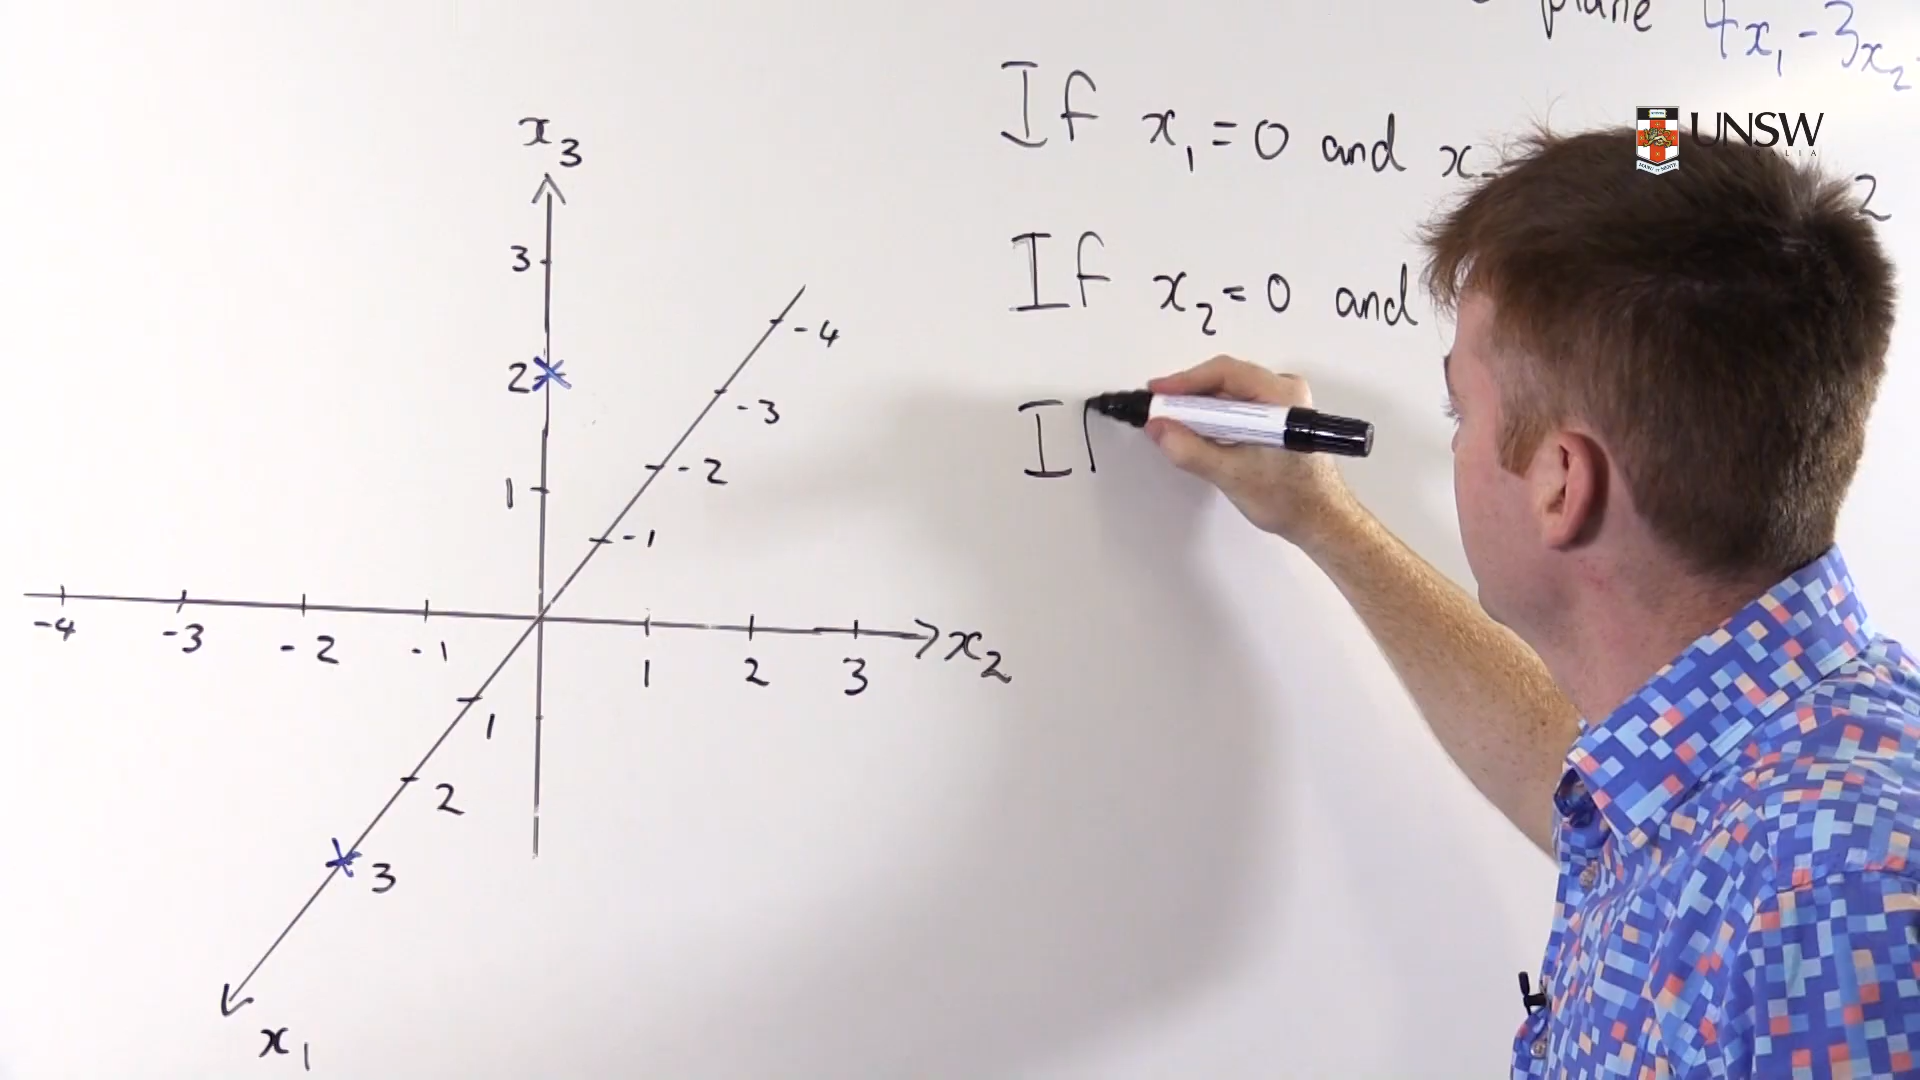 plane 4x₁ - 3x₂
If x₁ = 0 and x
2
If x₂ = 0 and
If
x₃
3
2
1
-4
-3
-2
-1
-4 -3 -2 -1 1 2 3 x₂
1
2
3
x₁
UNSW